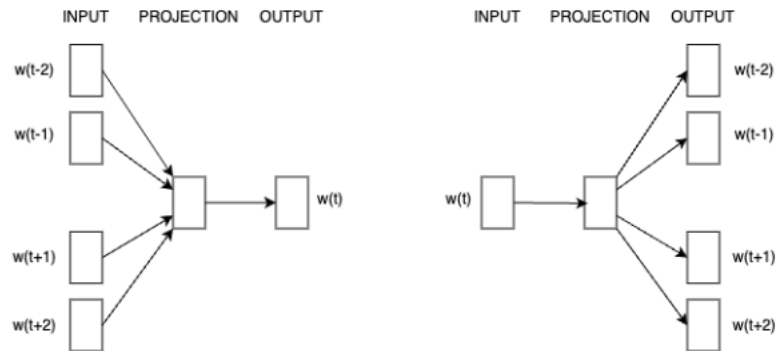 INPUT PROJECTION OUTPUT
w(t-2)
w(t-1)
w(t)
w(t+1)
w(t+2)
INPUT PROJECTION OUTPUT
w(t-2)
w(t-1)
w(t)
w(t+1)
w(t+2)